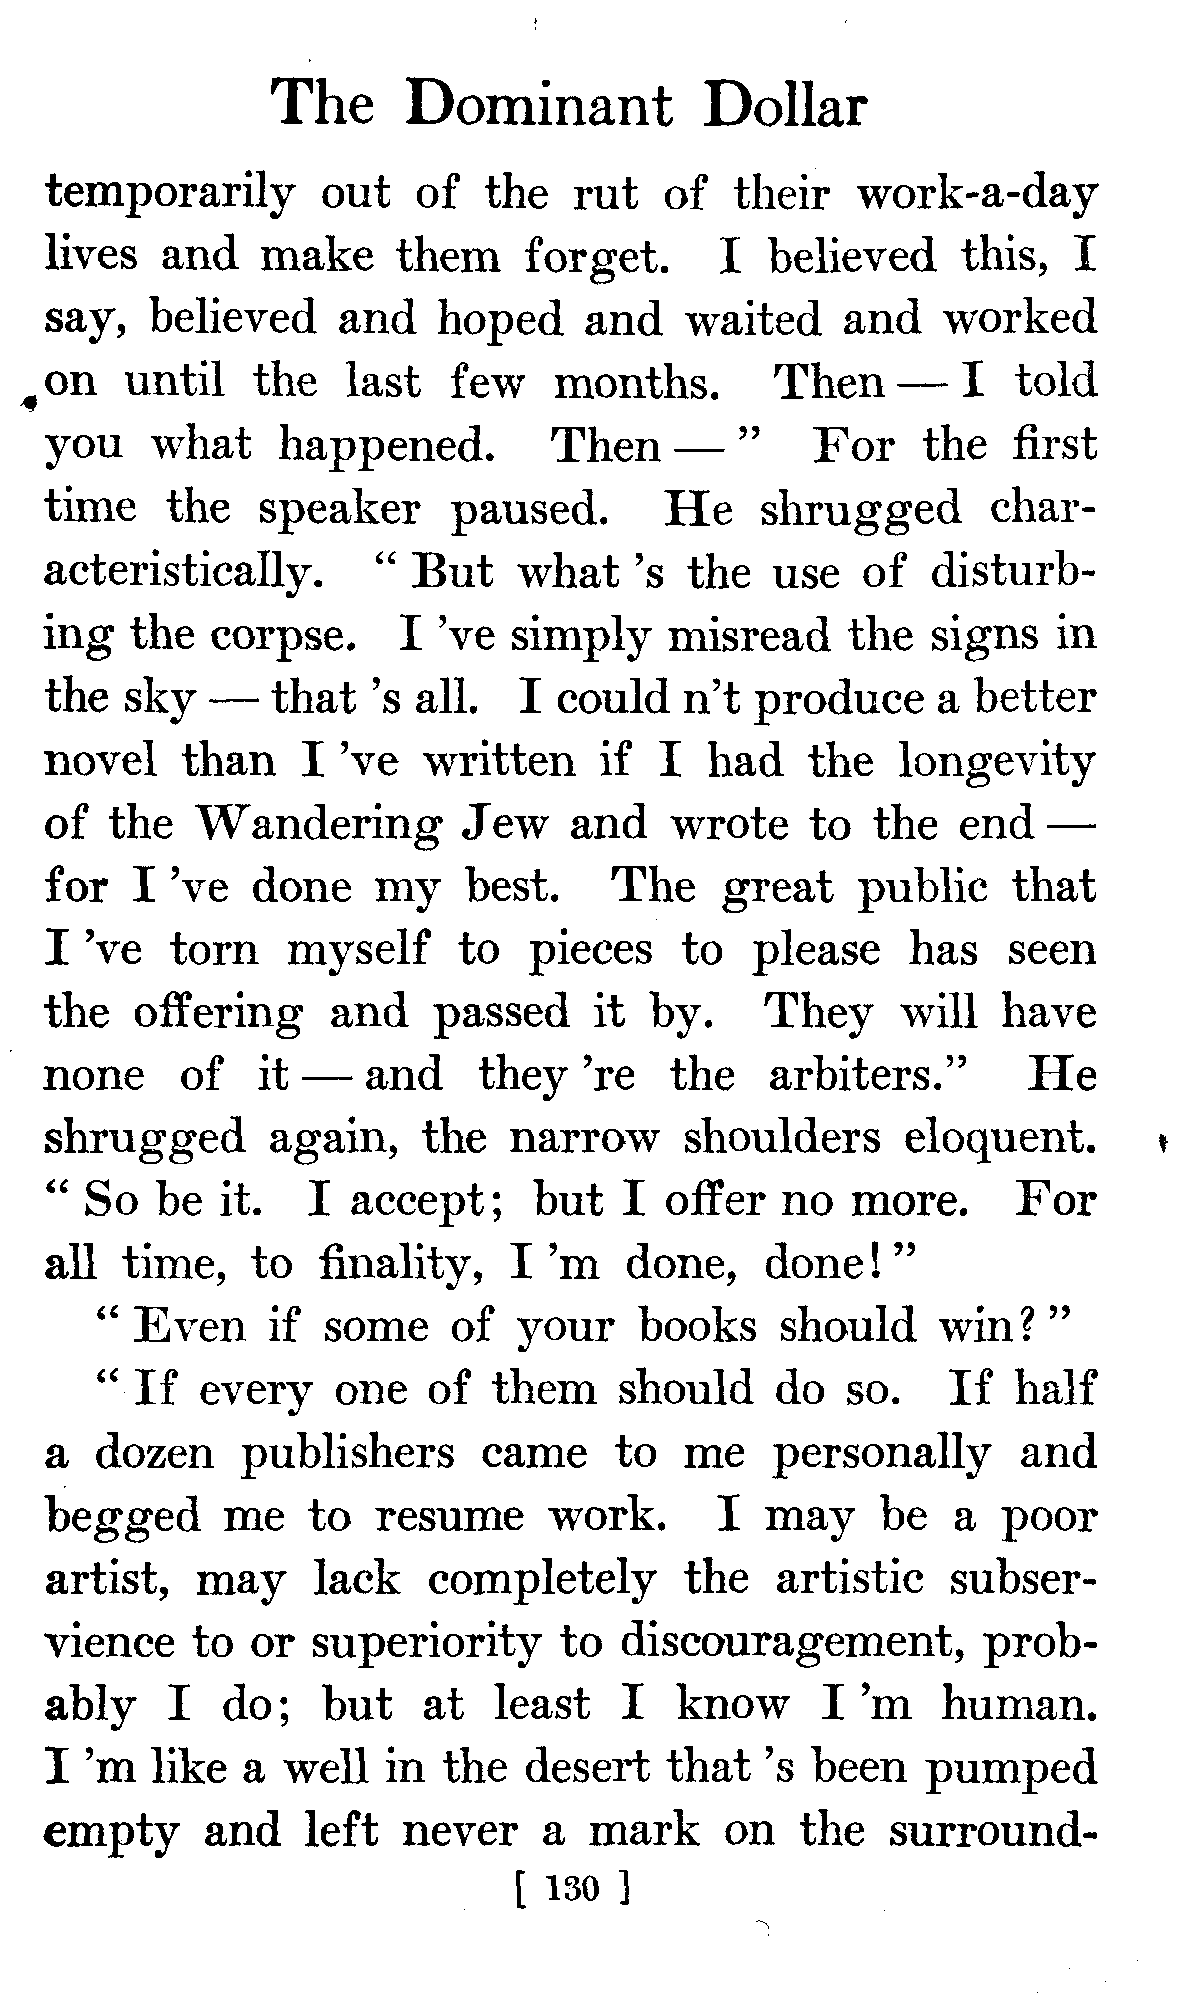 The Dominant Dollar
temporarily out of the rut of their work-a-day
lives and make them forget. I believed this, I
say, believed and hoped and waited and worked
on until the last few months. Then — I told
you what happened. Then — ” For the first
time the speaker paused. He shrugged char-
acteristically. “ But what 's the use of disturb-
ing the corpse. I 've simply misread the signs in
the sky — that 's all. I could n't produce a better
novel than I 've written if I had the longevity
of the Wandering Jew and wrote to the end —
for I 've done my best. The great public that
I 've torn myself to pieces to please has seen
the offering and passed it by. They will have
none of it — and they 're the arbiters.” He
shrugged again, the narrow shoulders eloquent.
“ So be it. I accept; but I offer no more. For
all time, to finality, I 'm done, done! ”
“ Even if some of your books should win? ”
“ If every one of them should do so. If half
a dozen publishers came to me personally and
begged me to resume work. I may be a poor
artist, may lack completely the artistic subser-
vience to or superiority to discouragement, prob-
ably I do; but at least I know I 'm human.
I 'm like a well in the desert that 's been pumped
empty and left never a mark on the surround-
[ 130 ]